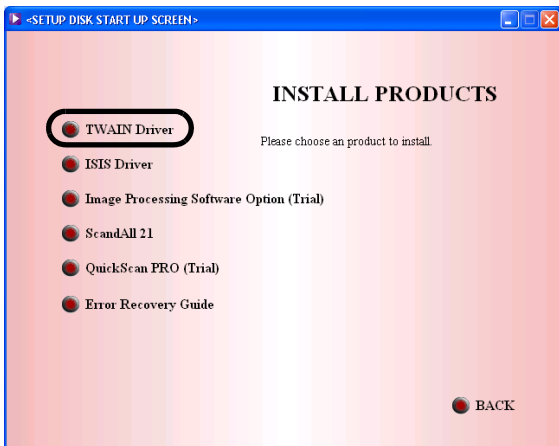 <SETUP DISK START UP SCREEN>
INSTALL PRODUCTS
TWAIN Driver
Please choose an product to install.
ISIS Driver
Image Processing Software Option (Trial)
ScandAll 21
QuickScan PRO (Trial)
Error Recovery Guide
BACK